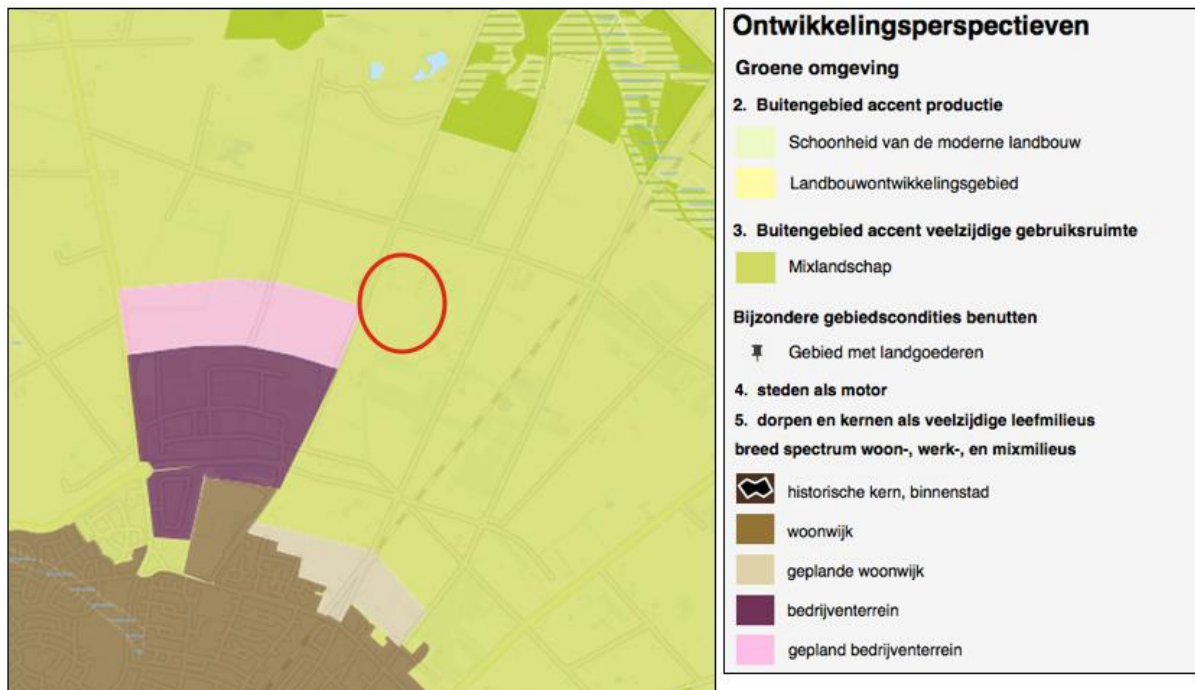 Ontwikkelingsperspectieven
Groene omgeving
2. Buitengebied accent productie
Schoonheid van de moderne landbouw
Landbouwontwikkelingsgebied
3. Buitengebied accent veelzijdige gebruiksruimte
Mixlandschap
Bijzondere gebiedscondities benutten
Gebied met landgoederen
4. steden als motor
5. dorpen en kernen als veelzijdige leefmilieus
breed spectrum woon-, werk-, en mixmilieus
historische kern, binnenstad
woonwijk
geplande woonwijk
bedrijventerrein
gepland bedrijventerrein